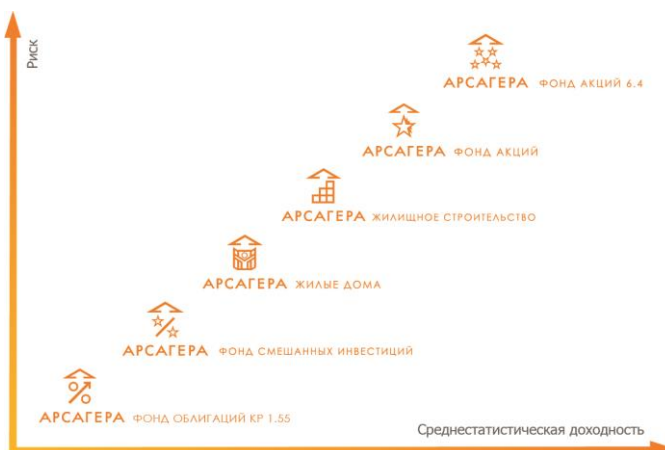 Риск
АРСАГЕРА ФОНД АКЦИЙ 6.4
АРСАГЕРА ФОНД АКЦИЙ
АРСАГЕРА ЖИЛИЩНОЕ СТРОИТЕЛЬСТВО
АРСАГЕРА ЖИЛЫЕ ДОМА
АРСАГЕРА ФОНД СМЕШАННЫХ ИНВЕСТИЦИЙ
АРСАГЕРА ФОНД ОБЛИГАЦИЙ КР 1.55
Среднестатистическая доходность